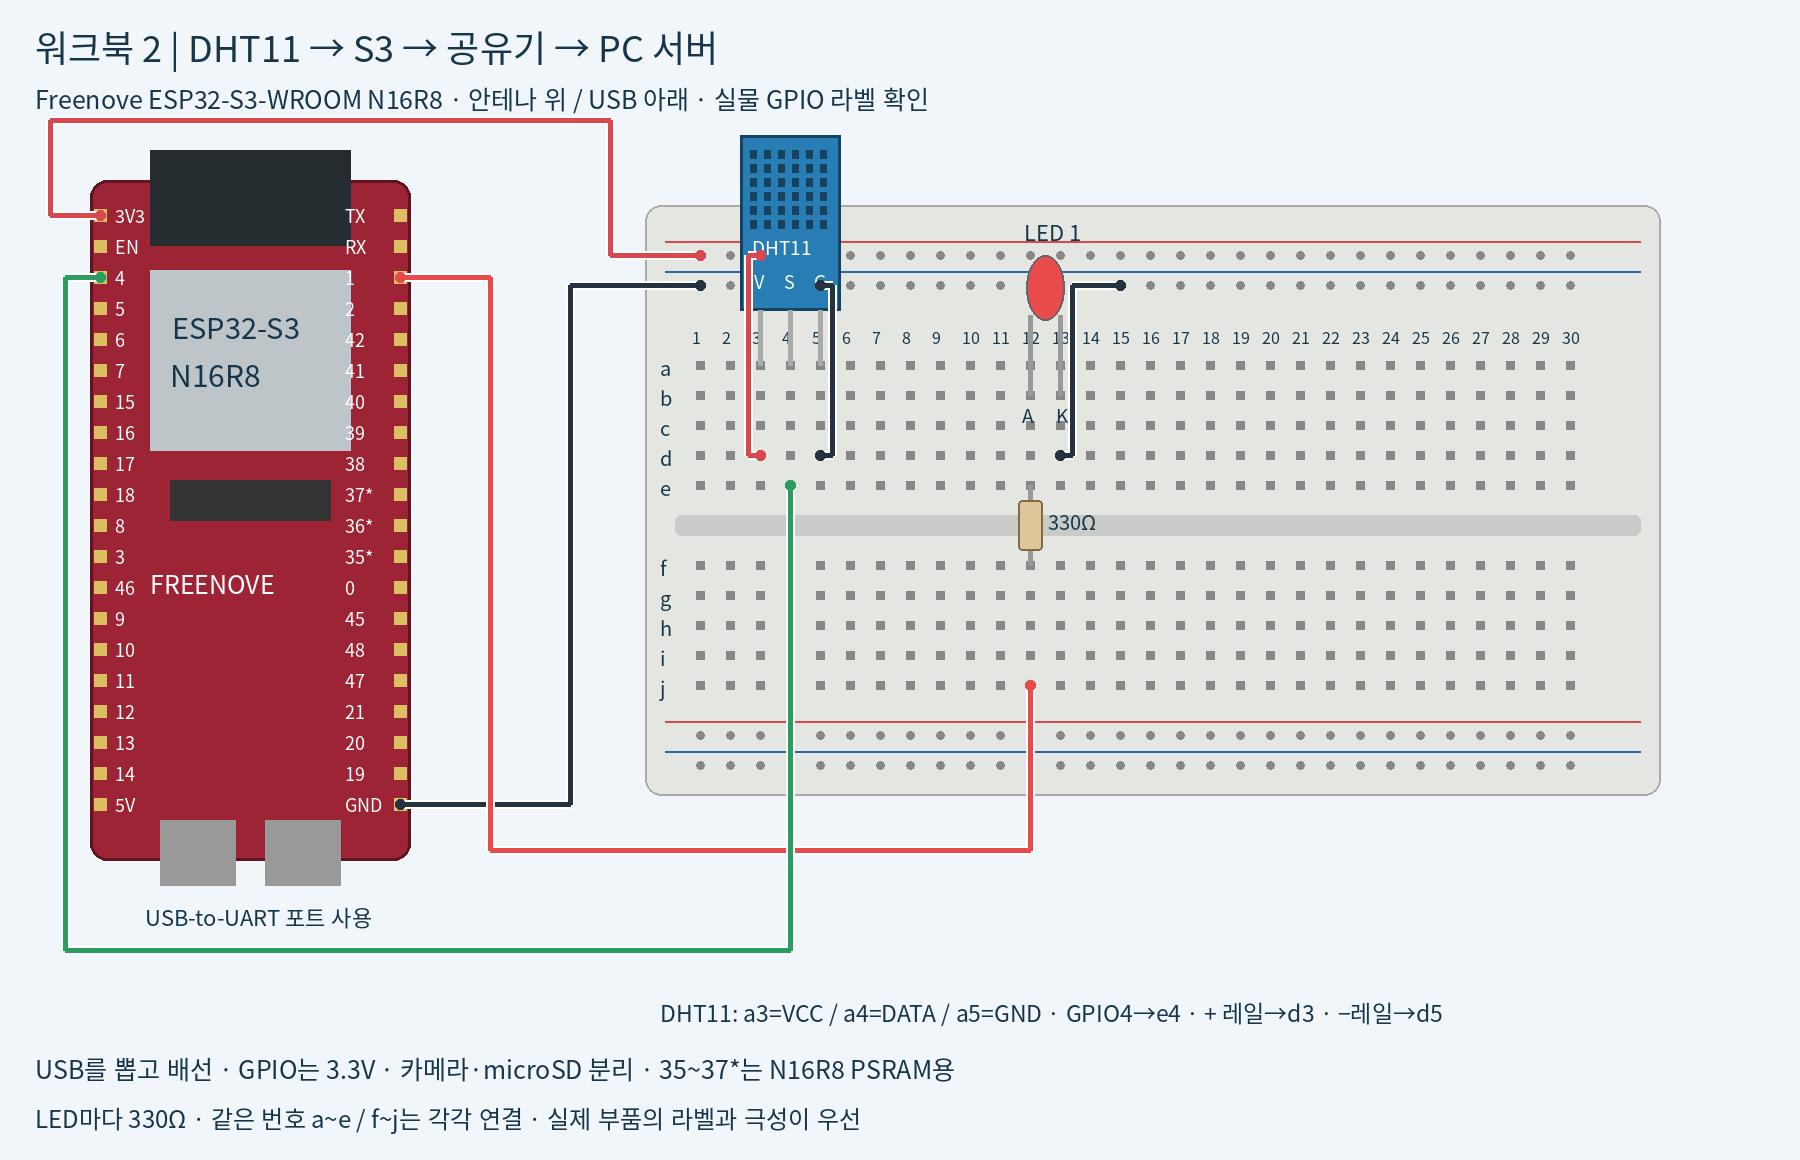 워크북 2 | DHT11 → S3 → 공유기 → PC 서버
Freenove ESP32-S3-WROOM N16R8 · 안테나 위 / USB 아래 · 실물 GPIO 라벨 확인
3V3 TX
EN RX
4 1
5 2
6 42
7 41
15 40
16 39
17 38
18 37*
8 36*
3 35*
46 0
9 45
10 48
11 47
12 21
13 20
14 19
5V GND
ESP32-S3
N16R8
FREENOVE
USB-to-UART 포트 사용
DHT11
V S G
LED 1
1 2 3 4 5 6 7 8 9 10 11 12 13 14 15 16 17 18 19 20 21 22 23 24 25 26 27 28 29 30
a
b
A K
c
d
e
330Ω
f
g
h
i
j
DHT11: a3=VCC / a4=DATA / a5=GND · GPIO4→e4 · + 레일→d3 · −레일→d5
USB를 뽑고 배선 · GPIO는 3.3V · 카메라·microSD 분리 · 35~37*는 N16R8 PSRAM용
LED마다 330Ω · 같은 번호 a~e / f~j는 각각 연결 · 실제 부품의 라벨과 극성이 우선